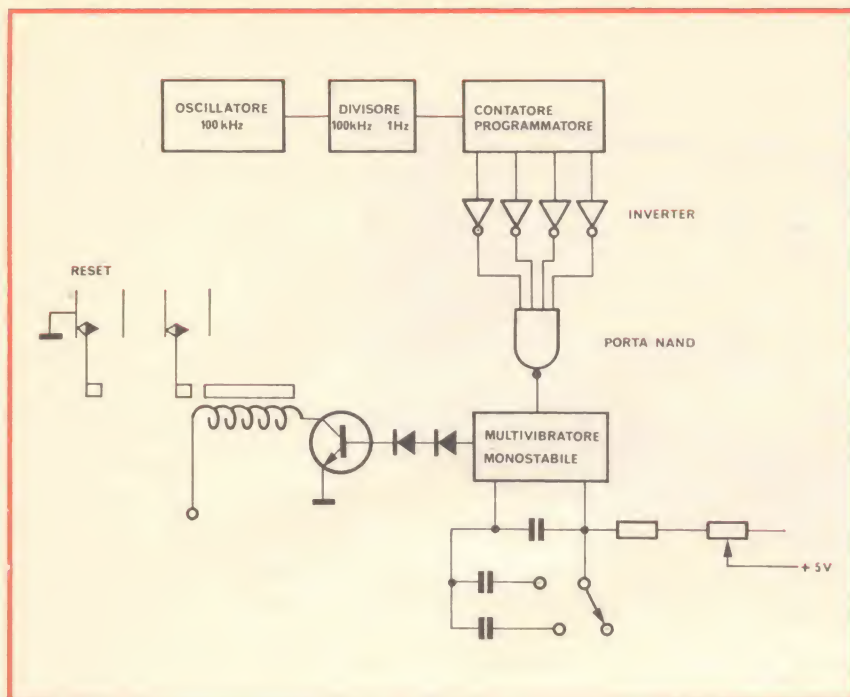 OSCILLATORE
100 kHz
DIVISORE
100kHz 1Hz
CONTATORE
PROGRAMMATORE
INVERTER
RESET
PORTA NAND
MULTIVIBRATORE
MONOSTABILE
+ 5V